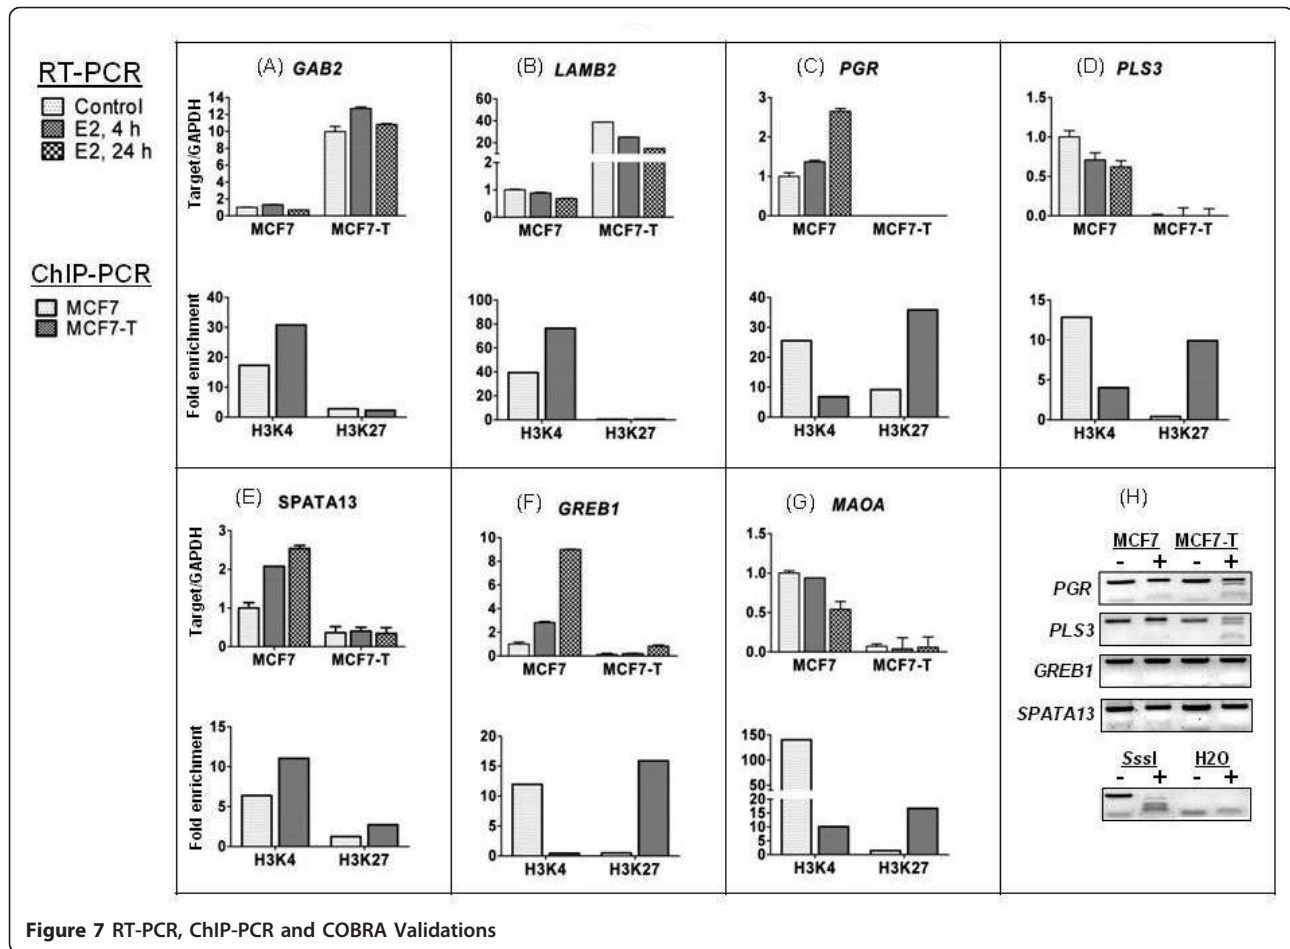 RT-PCR
Control
E2, 4 h
E2, 24 h
ChIP-PCR
MCF7
MCF7-T
(A) GAB2
Target/GAPDH
14
12
10
8
6
4
2
0
MCF7 MCF7-T
Fold enrichment
40
30
20
10
0
H3K4 H3K27
(B) LAMB2
60
40
20
2
1
0
MCF7 MCF7-T
100
80
60
40
20
0
H3K4 H3K27
(C) PGR
3
2
1
0
MCF7 MCF7-T
40
30
20
10
0
H3K4 H3K27
(D) PLS3
1.5
1.0
0.5
0.0
MCF7 MCF7-T
15
10
5
0
H3K4 H3K27
(E) SPATA13
Target/GAPDH
3
2
1
0
MCF7 MCF7-T
Fold enrichment
15
10
5
0
H3K4 H3K27
(F) GREB1
10
8
6
4
2
0
MCF7 MCF7-T
20
15
10
5
0
H3K4 H3K27
(G) MAOA
1.5
1.0
0.5
0.0
MCF7 MCF7-T
150
100
50
20
15
10
5
0
H3K4 H3K27
(H)
MCF7 MCF7-T
- + - +
PGR
PLS3
GREB1
SPATA13
SssI H2O
- + - +
Figure 7 RT-PCR, ChIP-PCR and COBRA Validations